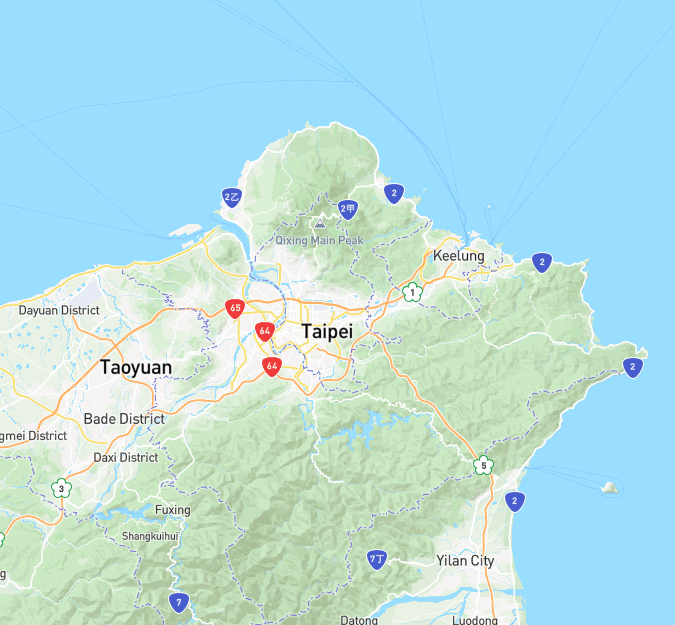 2乙
2甲
2
Qixing Main Peak
Keelung
2
1
Dayuan District
65
64
Taipei
64
Taoyuan
2
Bade District
gmei District
Daxi District
5
3
2
Fuxing
Shangkuihui
7丁
Yilan City
g
7
Datong
Luodong